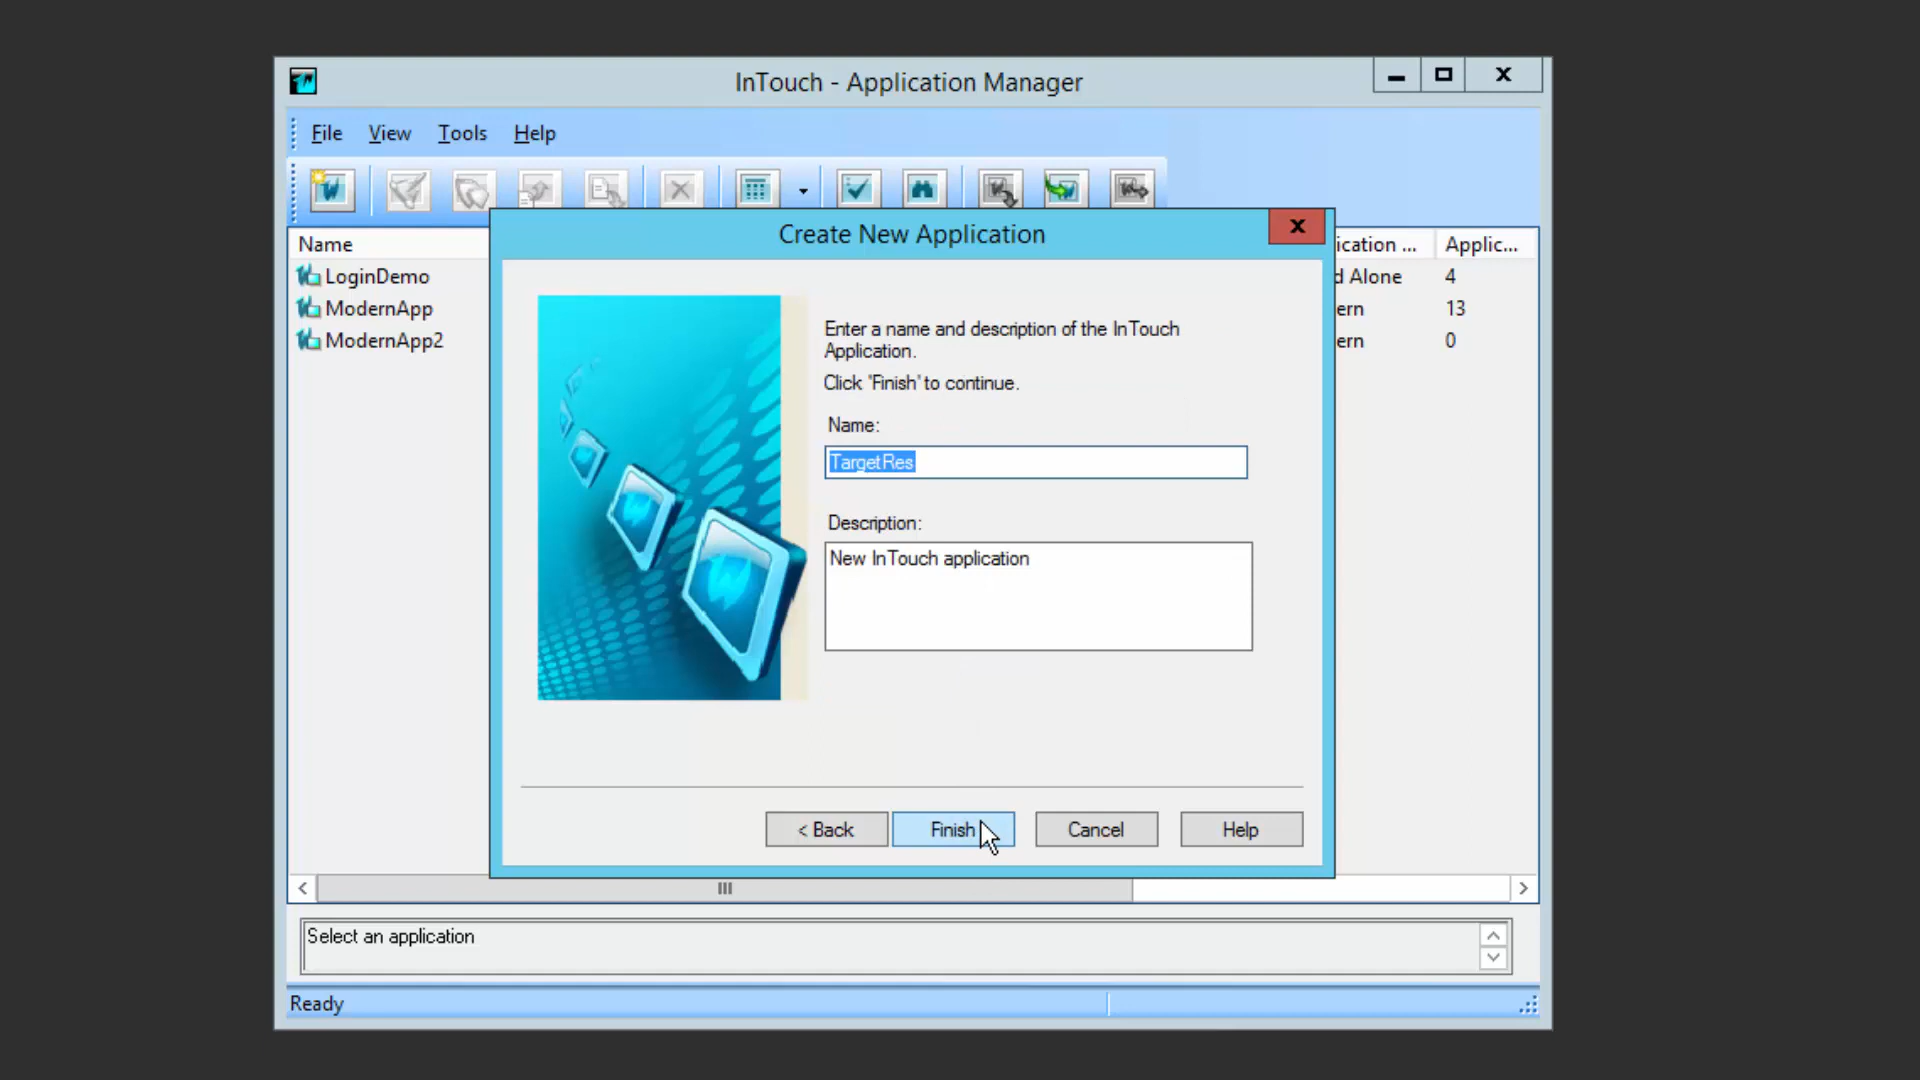 InTouch - Application Manager
File View Tools Help
Create New Application
Name
ication ... Applic...
LoginDemo
d Alone 4
ModernApp
ern 13
ModernApp2
ern 0
Enter a name and description of the InTouch
Application.
Click 'Finish' to continue.
Name:
TargetRes
Description:
New InTouch application
< Back Finish Cancel Help
Select an application
Ready